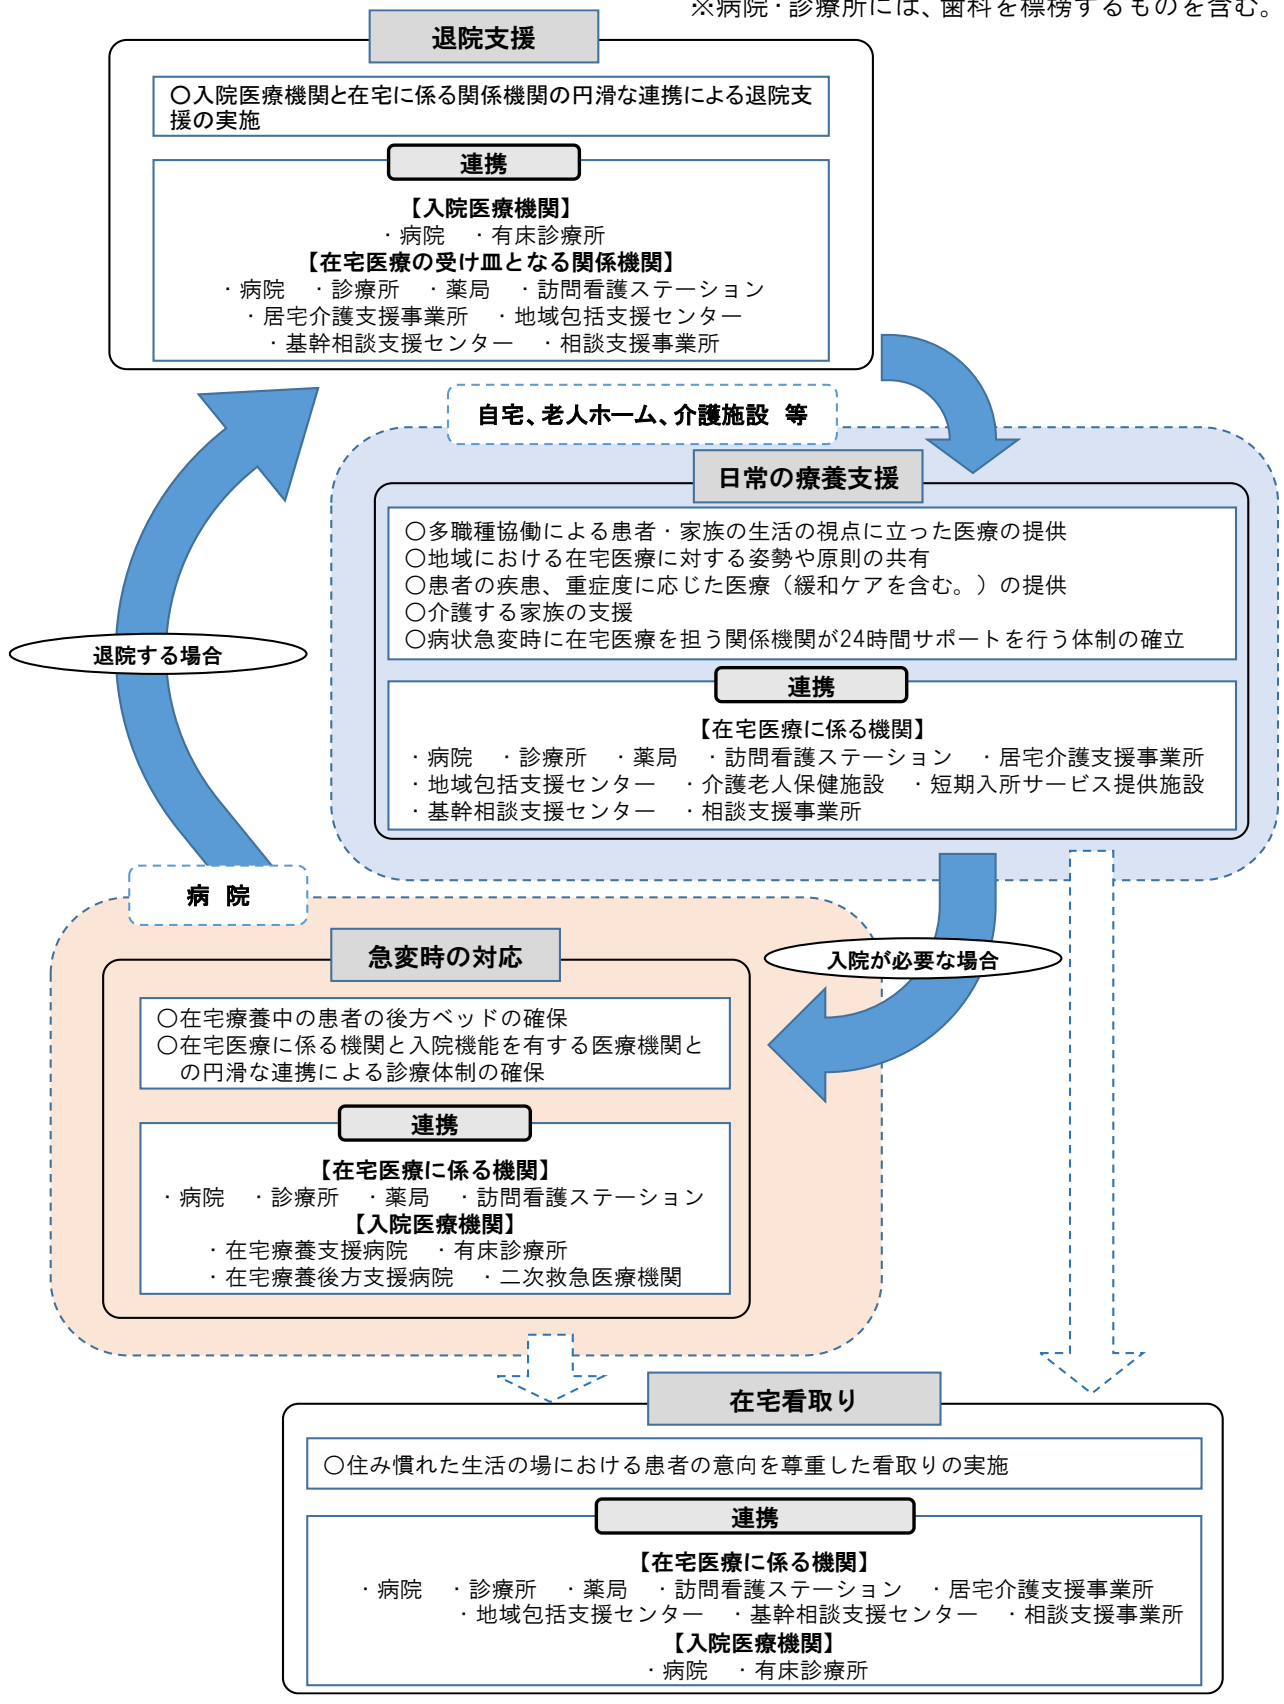 ※病院・診療所には、歯科を標榜するものを含む。
退院支援
〇入院医療機関と在宅に係る関係機関の円滑な連携による退院支
援の実施
連携
【入院医療機関】
・病院　・有床診療所
【在宅医療の受け皿となる関係機関】
・病院　・診療所　・薬局　・訪問看護ステーション
・居宅介護支援事業所　・地域包括支援センター
・基幹相談支援センター　・相談支援事業所
自宅、老人ホーム、介護施設　等
日常の療養支援
〇多職種協働による患者・家族の生活の視点に立った医療の提供
〇地域における在宅医療に対する姿勢や原則の共有
〇患者の疾患、重症度に応じた医療（緩和ケアを含む。）の提供
〇介護する家族の支援
〇病状急変時に在宅医療を担う関係機関が24時間サポートを行う体制の確立
退院する場合
連携
【在宅医療に係る機関】
・病院　・診療所　・薬局　・訪問看護ステーション　・居宅介護支援事業所
・地域包括支援センター　・介護老人保健施設　・短期入所サービス提供施設
・基幹相談支援センター　・相談支援事業所
病　院
急変時の対応
入院が必要な場合
〇在宅療養中の患者の後方ベッドの確保
〇在宅医療に係る機関と入院機能を有する医療機関と
の円滑な連携による診療体制の確保
連携
【在宅医療に係る機関】
・病院　・診療所　・薬局　・訪問看護ステーション
【入院医療機関】
・在宅療養支援病院　・有床診療所
・在宅療養後方支援病院　・二次救急医療機関
在宅看取り
〇住み慣れた生活の場における患者の意向を尊重した看取りの実施
連携
【在宅医療に係る機関】
・病院　・診療所　・薬局　・訪問看護ステーション　・居宅介護支援事業所
・地域包括支援センター　・基幹相談支援センター　・相談支援事業所
【入院医療機関】
・病院　・有床診療所